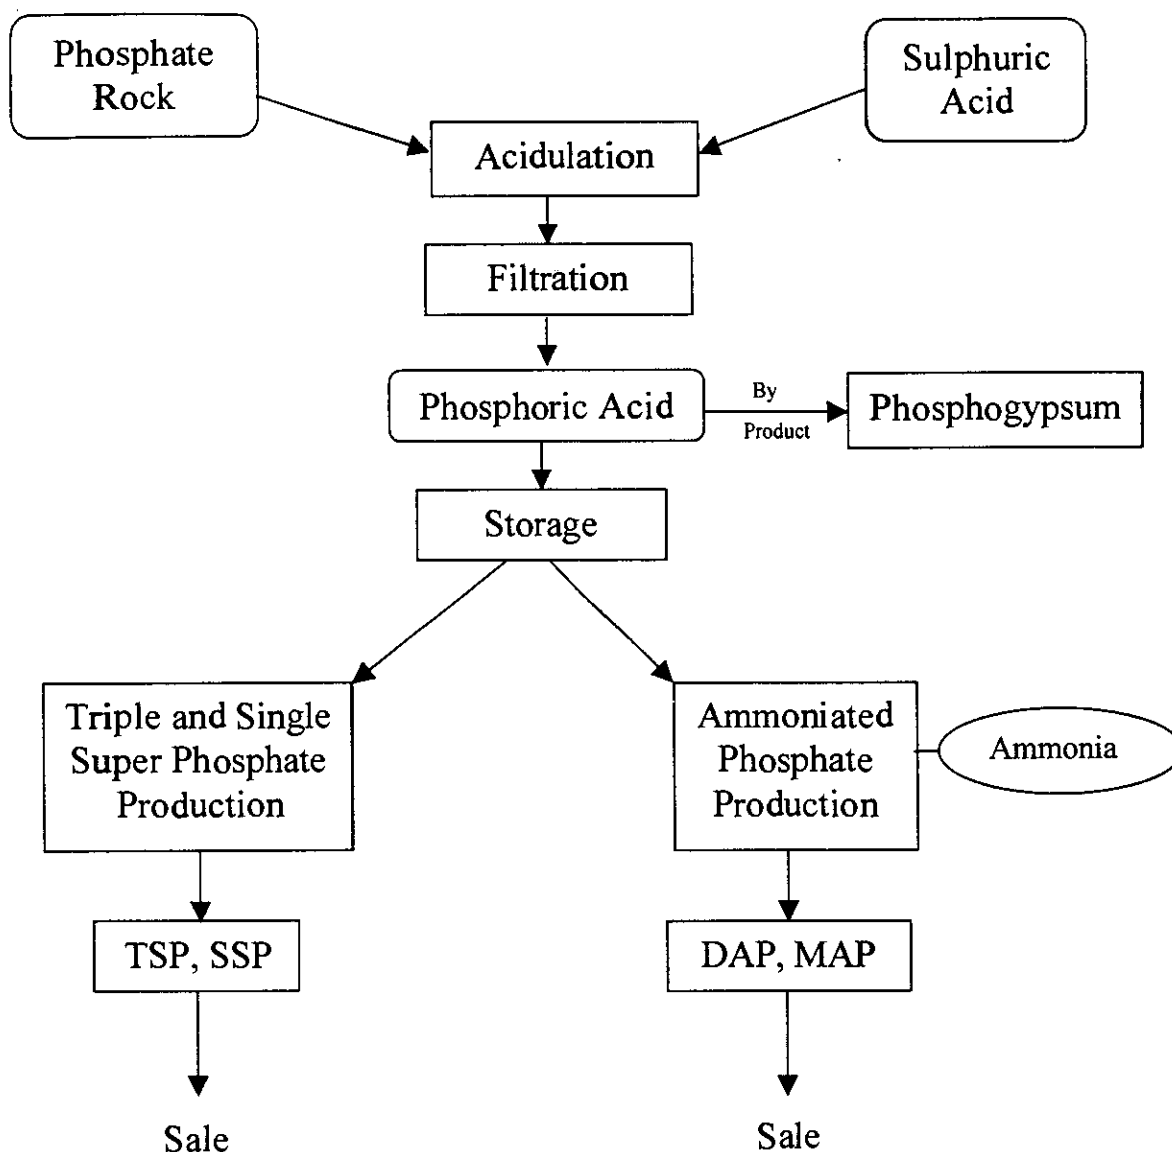 Phosphate
Rock
Sulphuric
Acid
Acidulation
Filtration
Phosphoric Acid
By
Product
Phosphogypsum
Storage
Triple and Single
Super Phosphate
Production
Ammoniated
Phosphate
Production
Ammonia
TSP, SSP
DAP, MAP
Sale
Sale